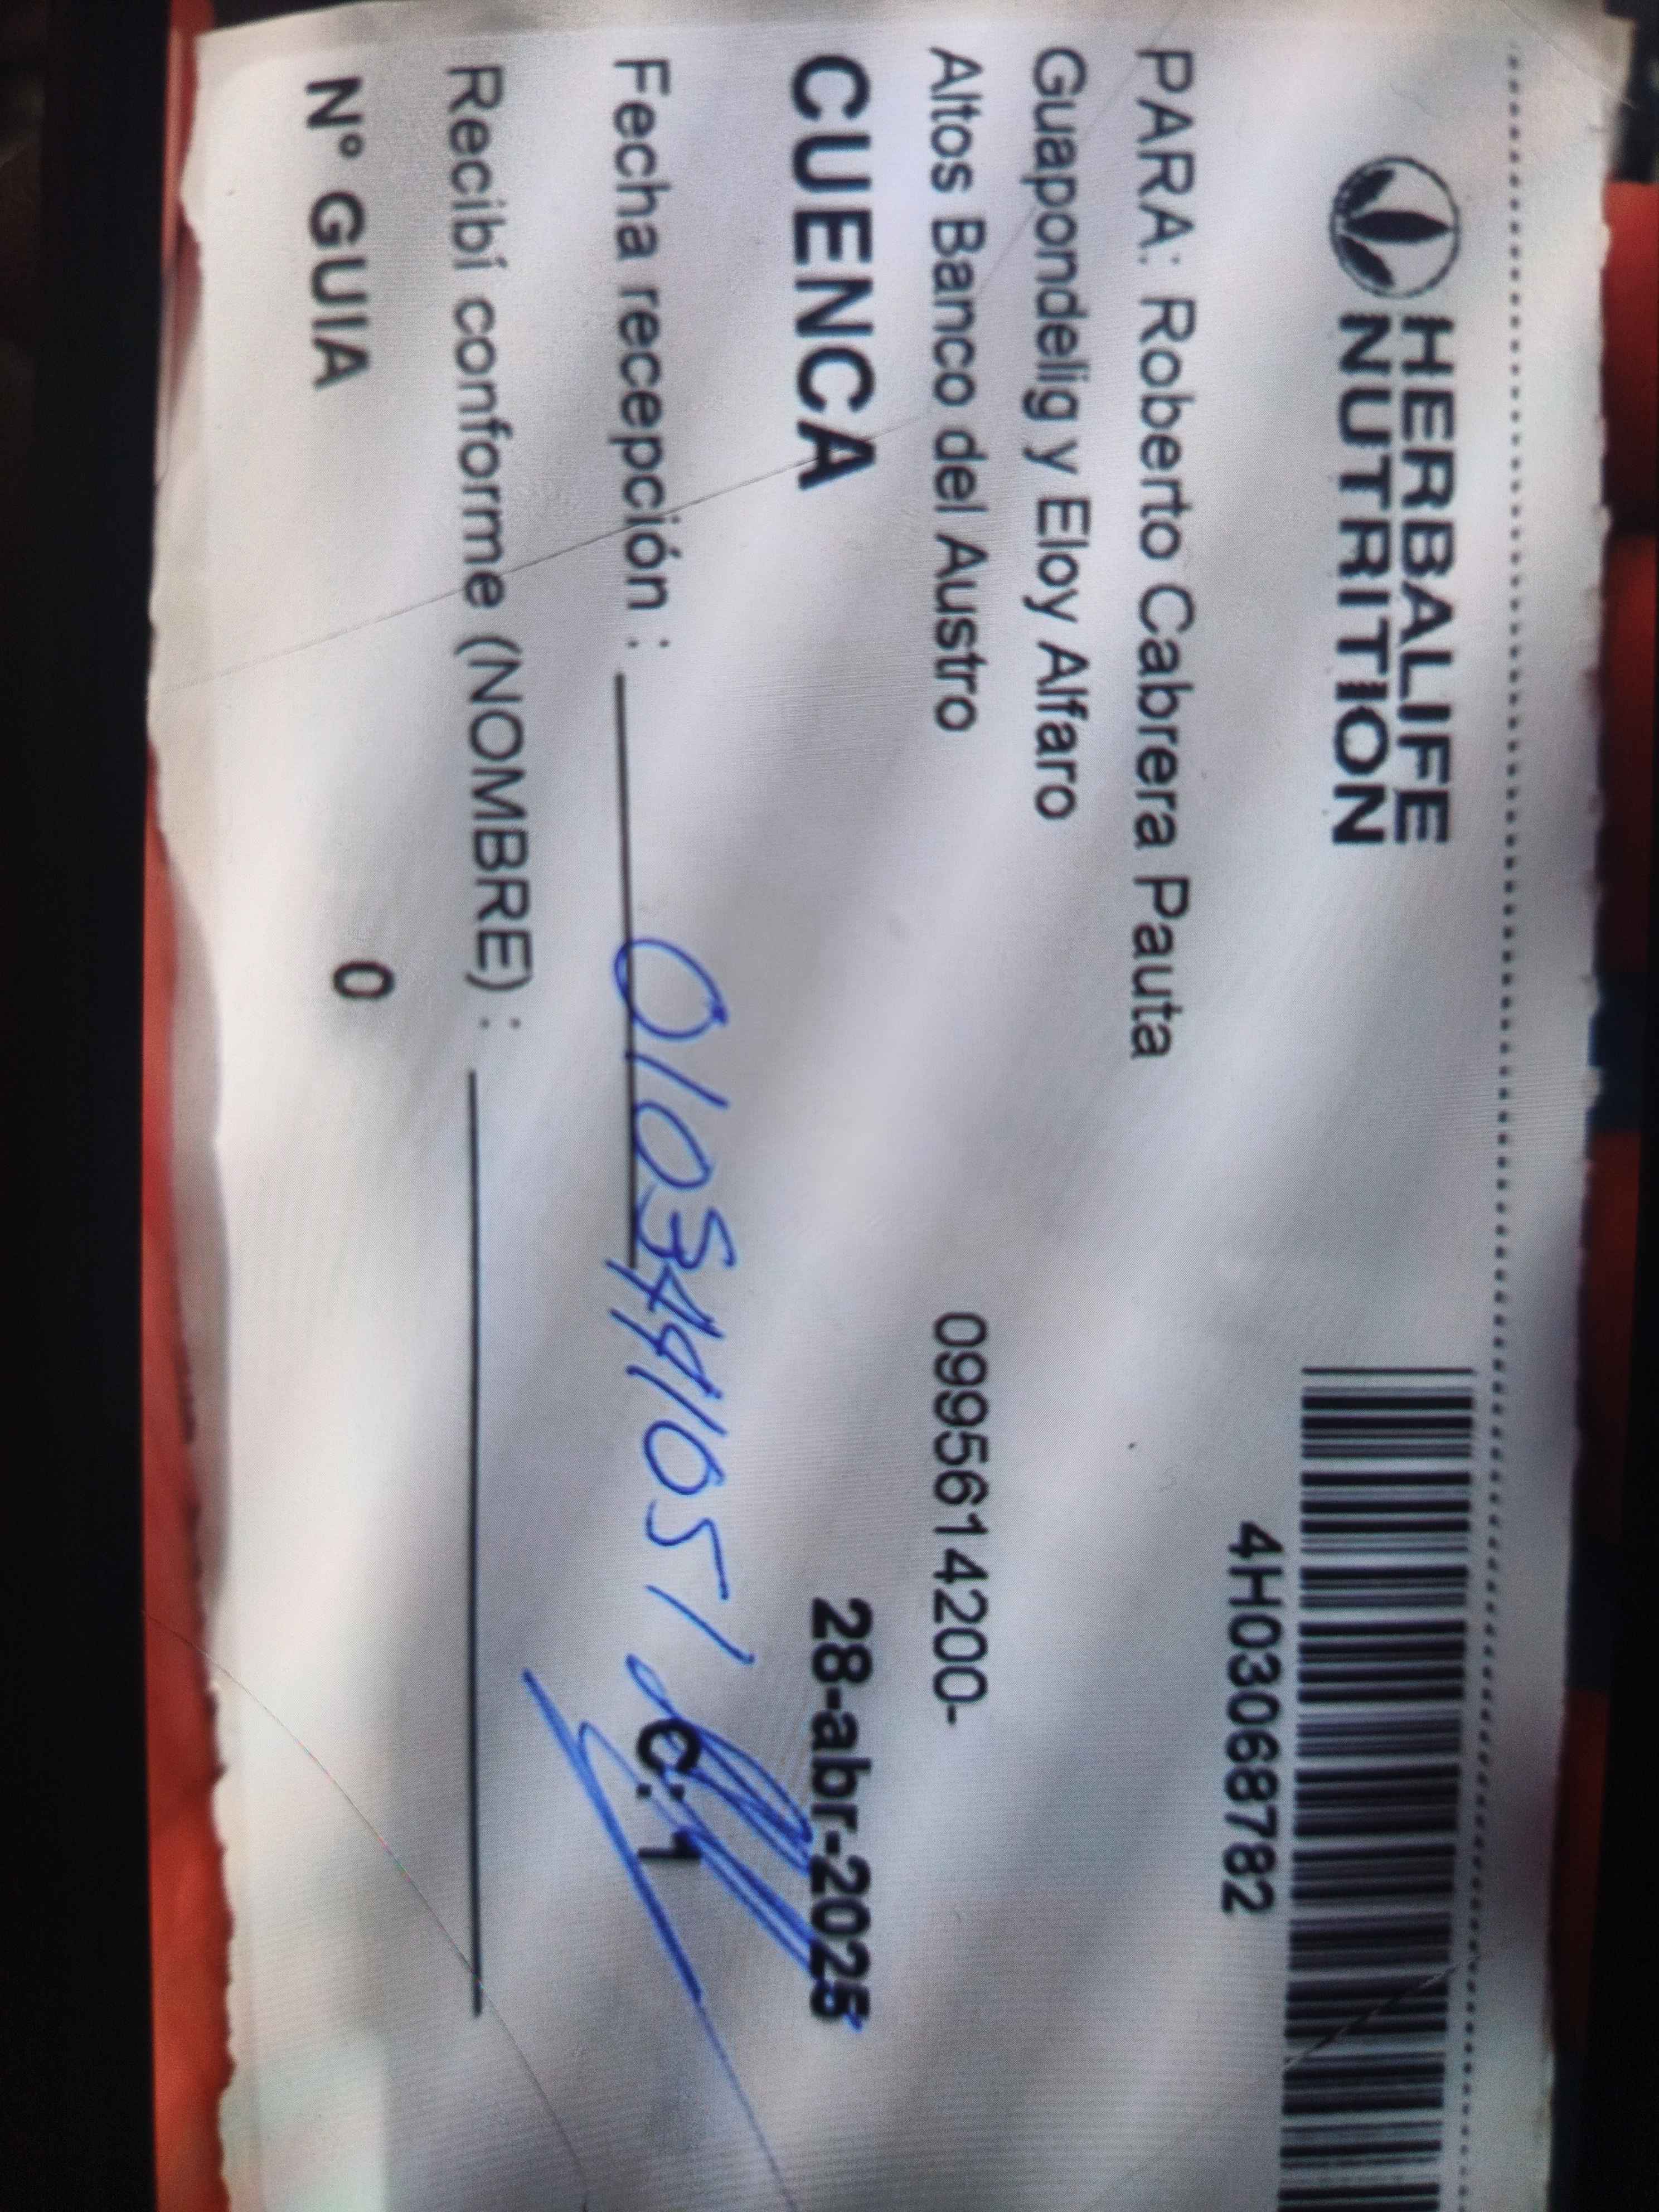 HERBALIFE
NUTRITION
4H03068782
PARA: Roberto Cabrera Pauta
Guapondelig y Eloy Alfaro
Altos Banco del Austro 0995614200-
CUENCA 28-abr-2025
Fecha recepción : 0103441051 C: 1
Recibí conforme (NOMBRE) :
N° GUIA 0